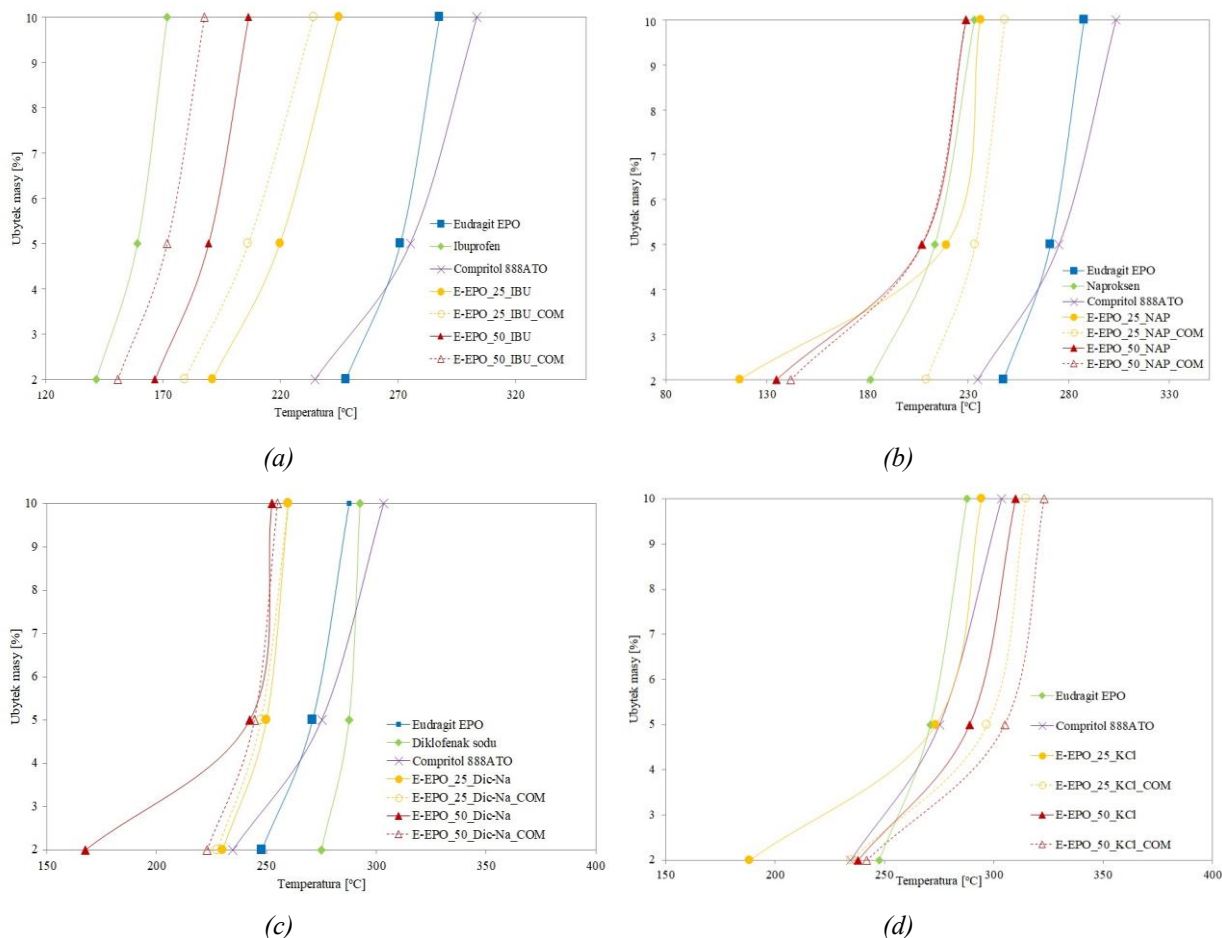 10
9
8
7
6
5
4
3
2
Ubytek masy [%]
120
170
220
270
320
Temperatura [ºC]
Eudragit EPO
Ibuprofen
Compritol 888ATO
E-EPO_25_IBU
E-EPO_25_IBU_COM
E-EPO_50_IBU
E-EPO_50_IBU_COM
(a)
10
9
8
7
6
5
4
3
2
Ubytek masy [%]
80
130
180
230
280
330
Temperatura [ºC]
Eudragit EPO
Naproksen
Compritol 888ATO
E-EPO_25_NAP
E-EPO_25_NAP_COM
E-EPO_50_NAP
E-EPO_50_NAP_COM
(b)
10
9
8
7
6
5
4
3
2
Ubytek masy [%]
150
200
250
300
350
400
Temperatura [ºC]
Eudragit EPO
Diklofenak sodu
Compritol 888ATO
E-EPO_25_Dic-Na
E-EPO_25_Dic-Na_COM
E-EPO_50_Dic-Na
E-EPO_50_Dic-Na_COM
(c)
10
9
8
7
6
5
4
3
2
Ubytek masy [%]
150
200
250
300
350
400
Temperatura [ºC]
Eudragit EPO
Compritol 888ATO
E-EPO_25_KCl
E-EPO_25_KCl_COM
E-EPO_50_KCl
E-EPO_50_KCl_COM
(d)